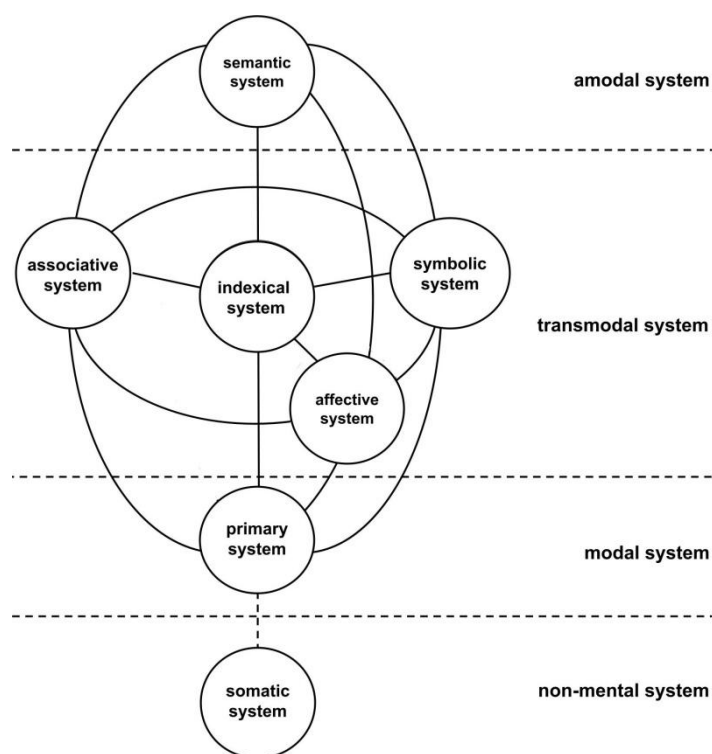 semantic
system
amodal system
associative
system
indexical
system
symbolic
system
transmodal system
affective
system
primary
system
modal system
somatic
system
non-mental system